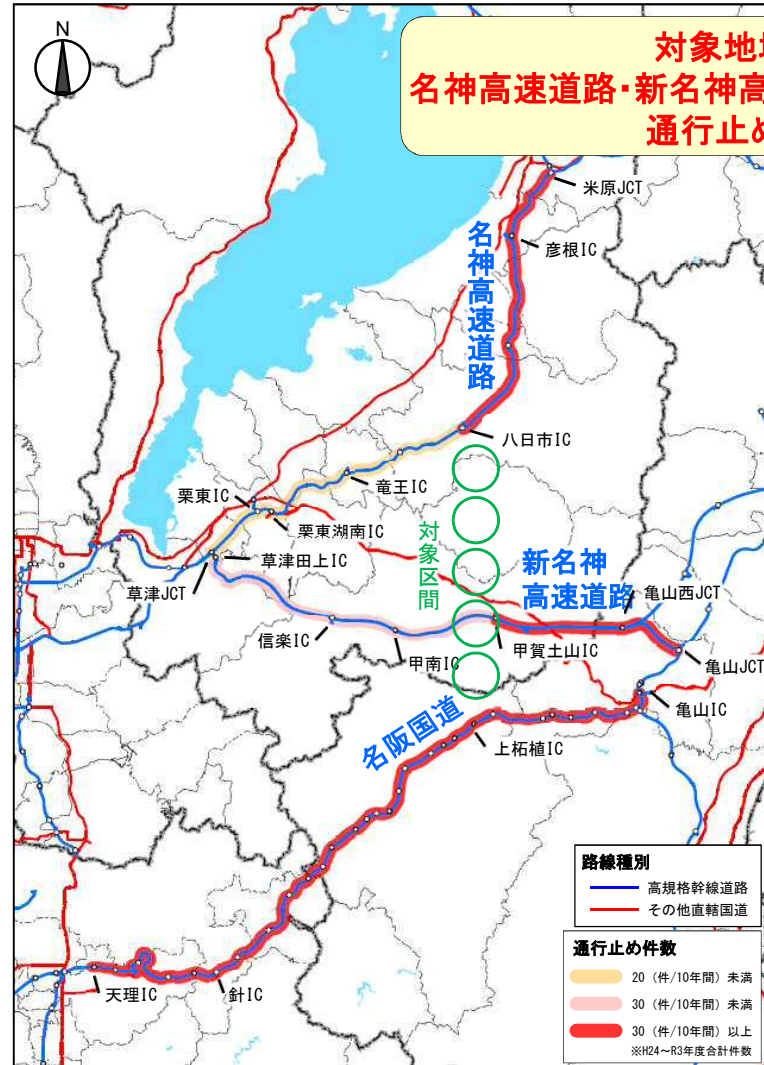 N
対象地
名神高速道路・新名神高
通行止め
米原JCT
彦根IC
名神高速道路
八日市IC
竜王IC
栗東IC
栗東湖南IC
対象区間
草津田上IC
草津JCT
新名神
高速道路
亀山西JCT
信楽IC
甲南IC
甲賀土山IC
亀山JCT
亀山IC
名阪国道
上柘植IC
天理IC
針IC
路線種別
高規格幹線道路
その他直轄国道
通行止め件数
20（件/10年間）未満
30（件/10年間）未満
30（件/10年間）以上
※H24～R3年度合計件数